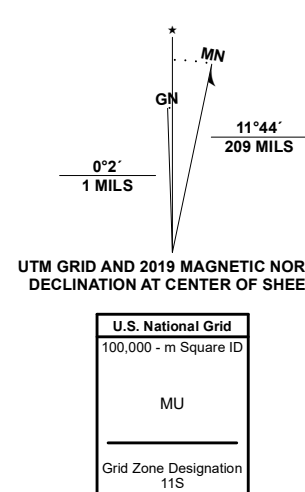 ★
MN
GN
11°44´
209 MILS
0°2´
1 MILS
UTM GRID AND 2019 MAGNETIC NOR
DECLINATION AT CENTER OF SHEE
U.S. National Grid
100,000 - m Square ID
MU
Grid Zone Designation
11S